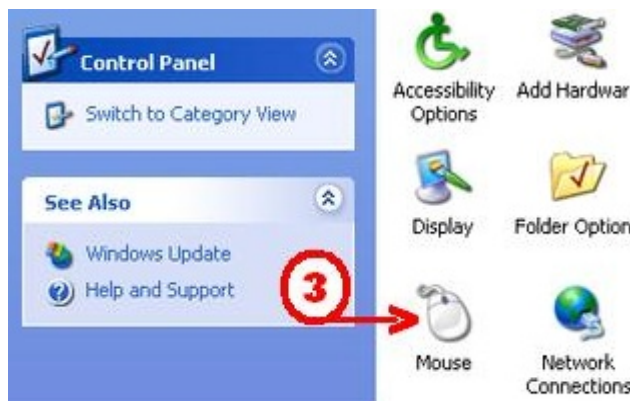 Control Panel
Switch to Category View
See Also
Windows Update
Help and Support
3
Accessibility
Options
Add Hardwar
Display
Folder Option
Mouse
Network
Connections